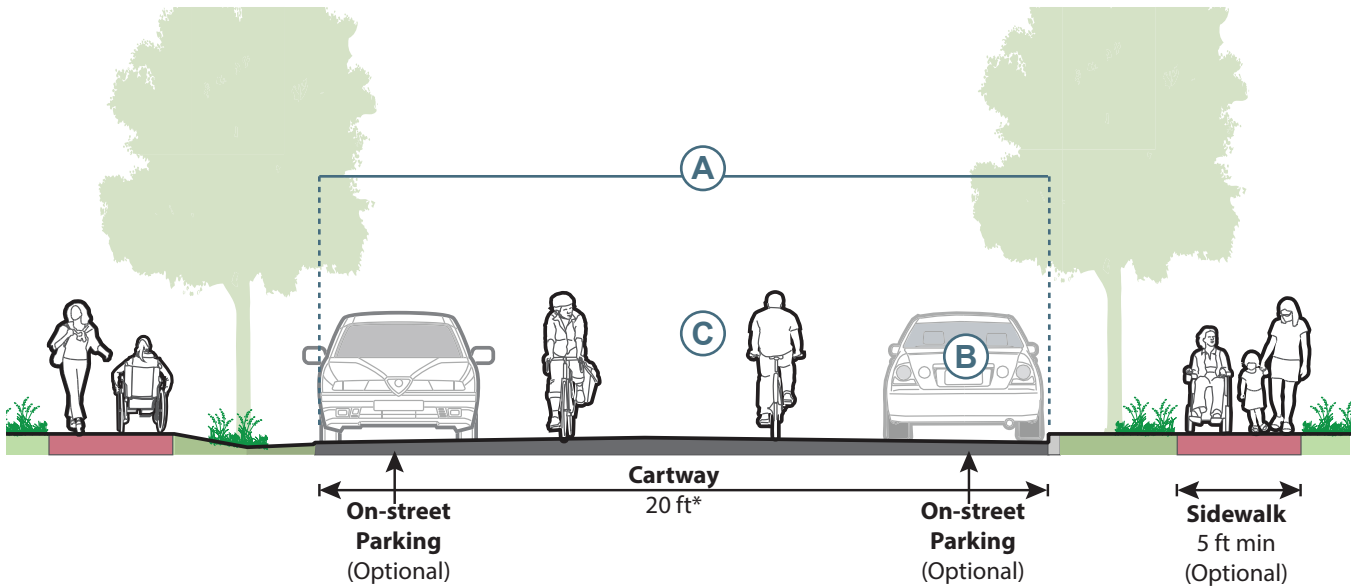 A
C
B
Cartway
20 ft*
On-street
Parking
(Optional)
On-street
Parking
(Optional)
Sidewalk
5 ft min
(Optional)